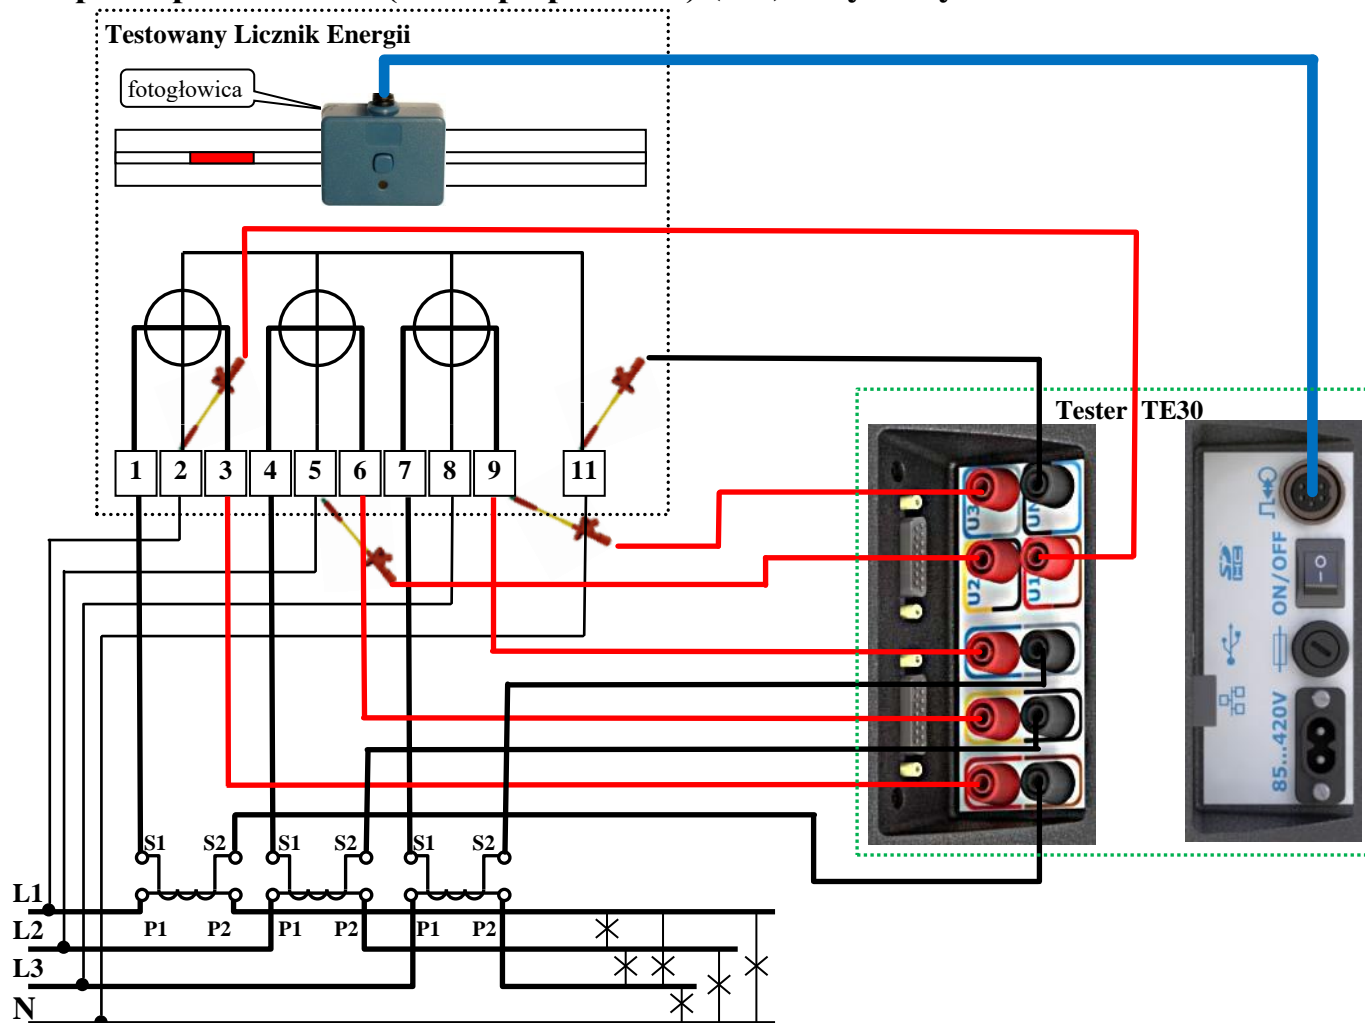 Testowany Licznik Energii
fotogłowica
1 2 3 4 5 6 7 8 9 11
Tester TE30
U3 UN
U2 U1
ON/OFF
85...420V
S1 S2 S1 S2 S1 S2
L1
P1 P2 P1 P2 P1 P2
L2
L3
N